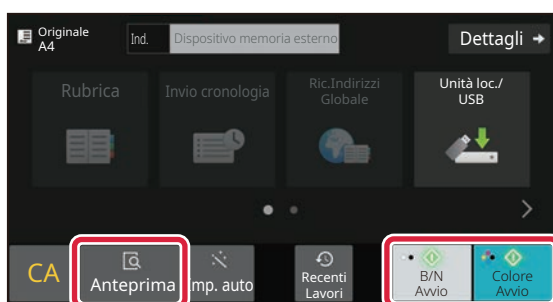 Originale
A4
Ind.
Dispositivo memoria esterno
Dettagli
Rubrica
Invio cronologia
Ric.Indirizzi
Globale
Unità loc./
USB
CA
Anteprima
Imp. auto
Recenti
Lavori
B/N
Avvio
Colore
Avvio